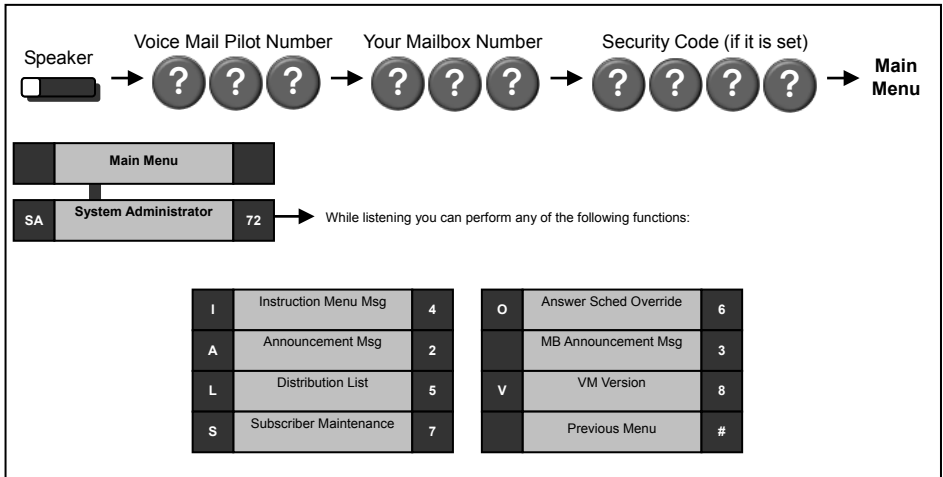 Speaker
Voice Mail Pilot Number
Your Mailbox Number
Security Code (if it is set)
? ? ?
? ? ?
? ? ? ?
Main
Menu
Main Menu
SA System Administrator 72
While listening you can perform any of the following functions:
I Instruction Menu Msg 4
A Announcement Msg 2
L Distribution List 5
S Subscriber Maintenance 7
O Answer Sched Override 6
MB Announcement Msg 3
V VM Version 8
Previous Menu #